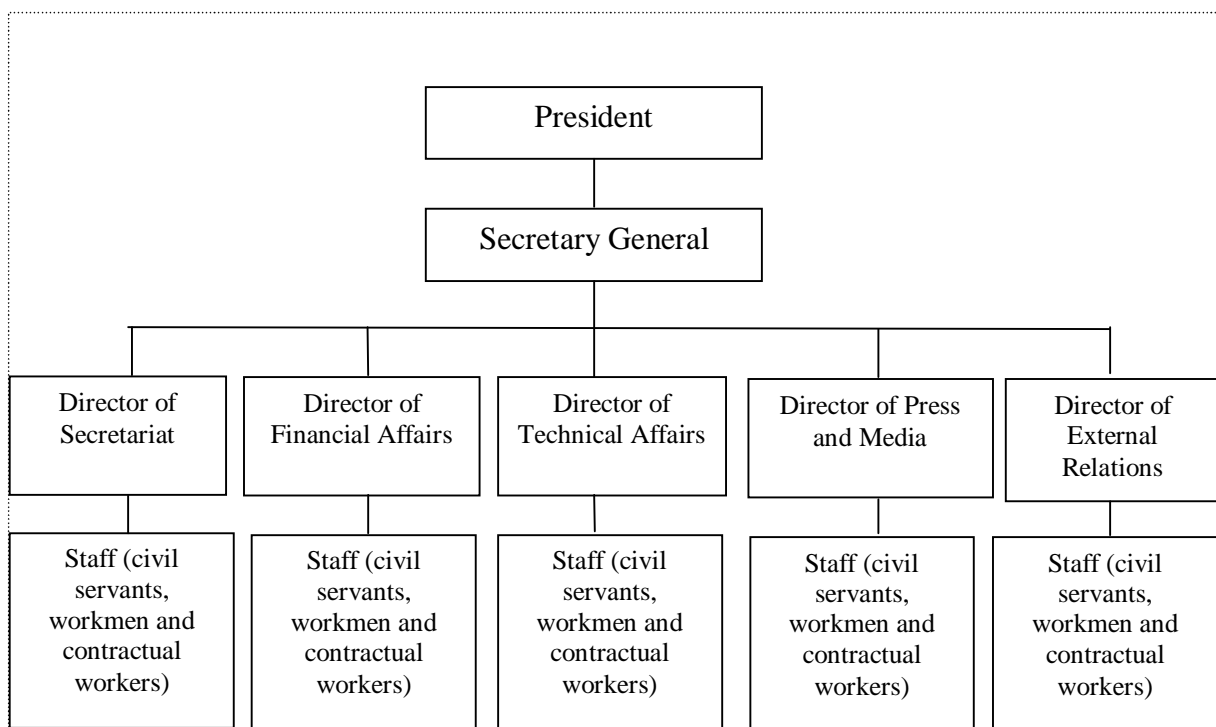 President
Secretary General
Director of
Secretariat
Director of
Financial Affairs
Director of
Technical Affairs
Director of Press
and Media
Director of
External
Relations
Staff (civil
servants,
workmen and
contractual
workers)
Staff (civil
servants,
workmen and
contractual
workers)
Staff (civil
servants,
workmen and
contractual
workers)
Staff (civil
servants,
workmen and
contractual
workers)
Staff (civil
servants,
workmen and
contractual
workers)